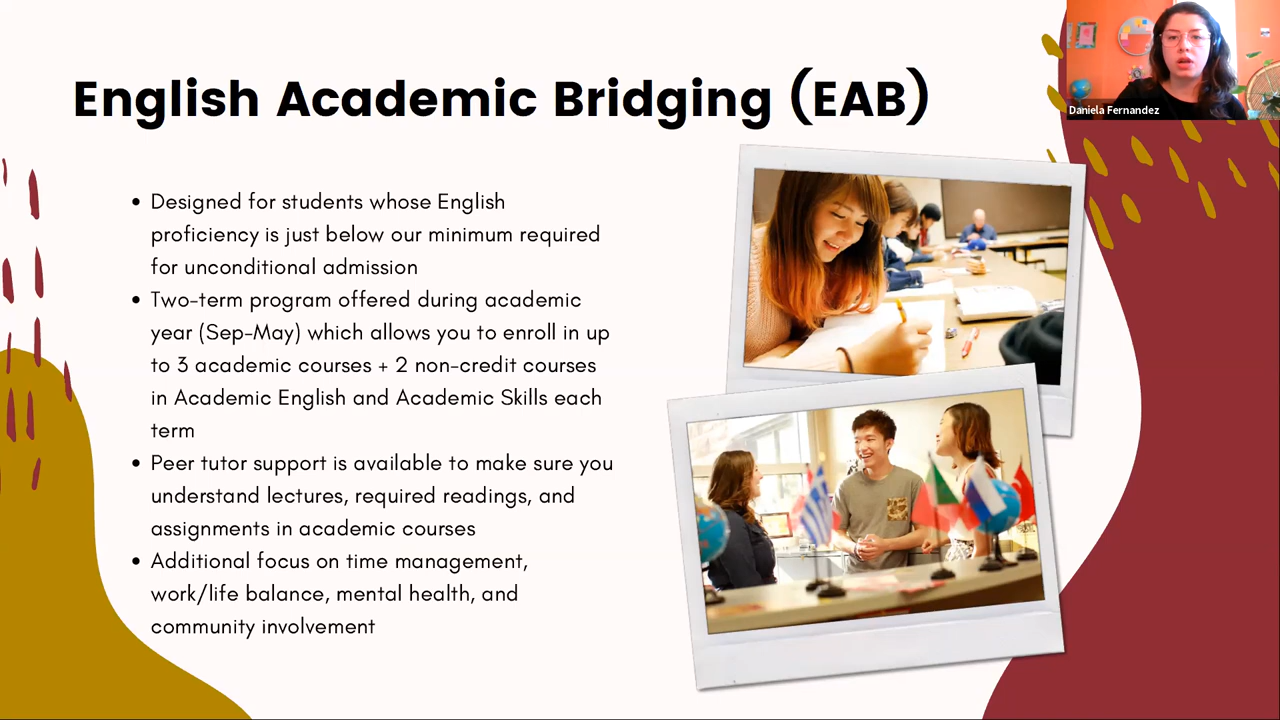 English Academic Bridging (EAB)
Daniela Fernandez
• Designed for students whose English
proficiency is just below our minimum required
for unconditional admission
• Two-term program offered during academic
year (Sep-May) which allows you to enroll in up
to 3 academic courses + 2 non-credit courses
in Academic English and Academic Skills each
term
• Peer tutor support is available to make sure you
understand lectures, required readings, and
assignments in academic courses
• Additional focus on time management,
work/life balance, mental health, and
community involvement